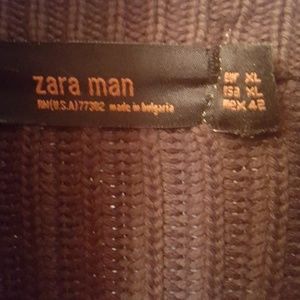 zara man
RN(U.S.A)77302 made in bulgaria
EUR XL
USA XL
MEX 42